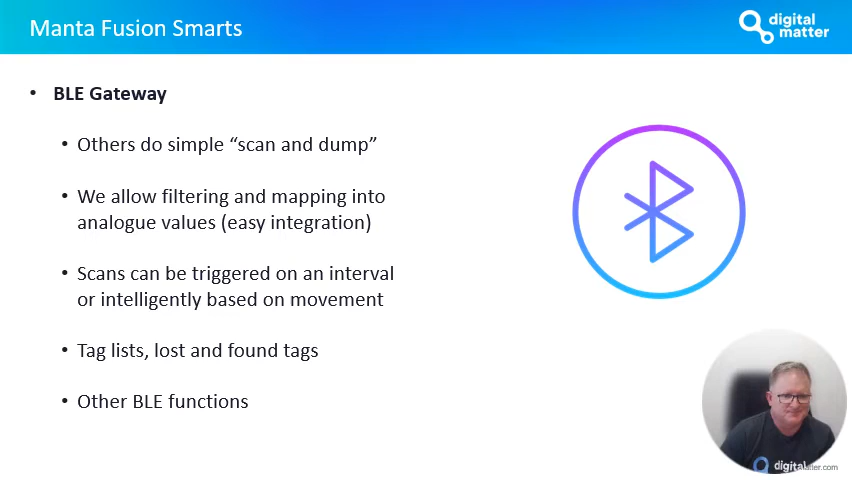 Manta Fusion Smarts
digital
matter
• BLE Gateway
• Others do simple “scan and dump”
• We allow filtering and mapping into
analogue values (easy integration)
• Scans can be triggered on an interval
or intelligently based on movement
• Tag lists, lost and found tags
• Other BLE functions
digital